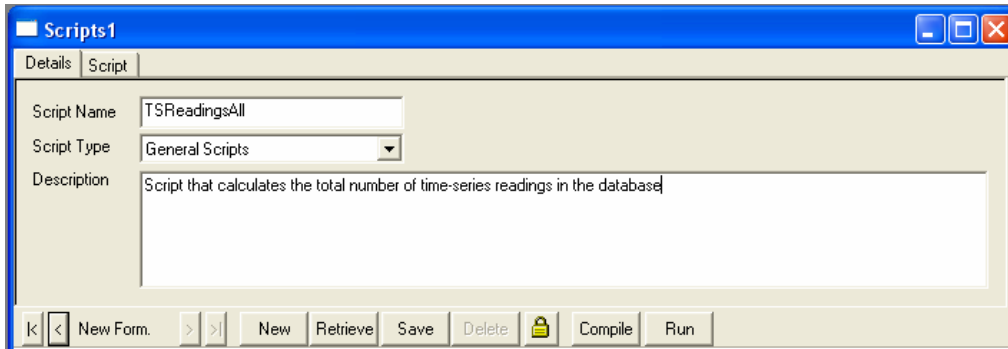 Scripts1
Details Script
Script Name TSReadingsAll
Script Type General Scripts
Description Script that calculates the total number of time-series readings in the database
New Form. New Retrieve Save Delete Compile Run